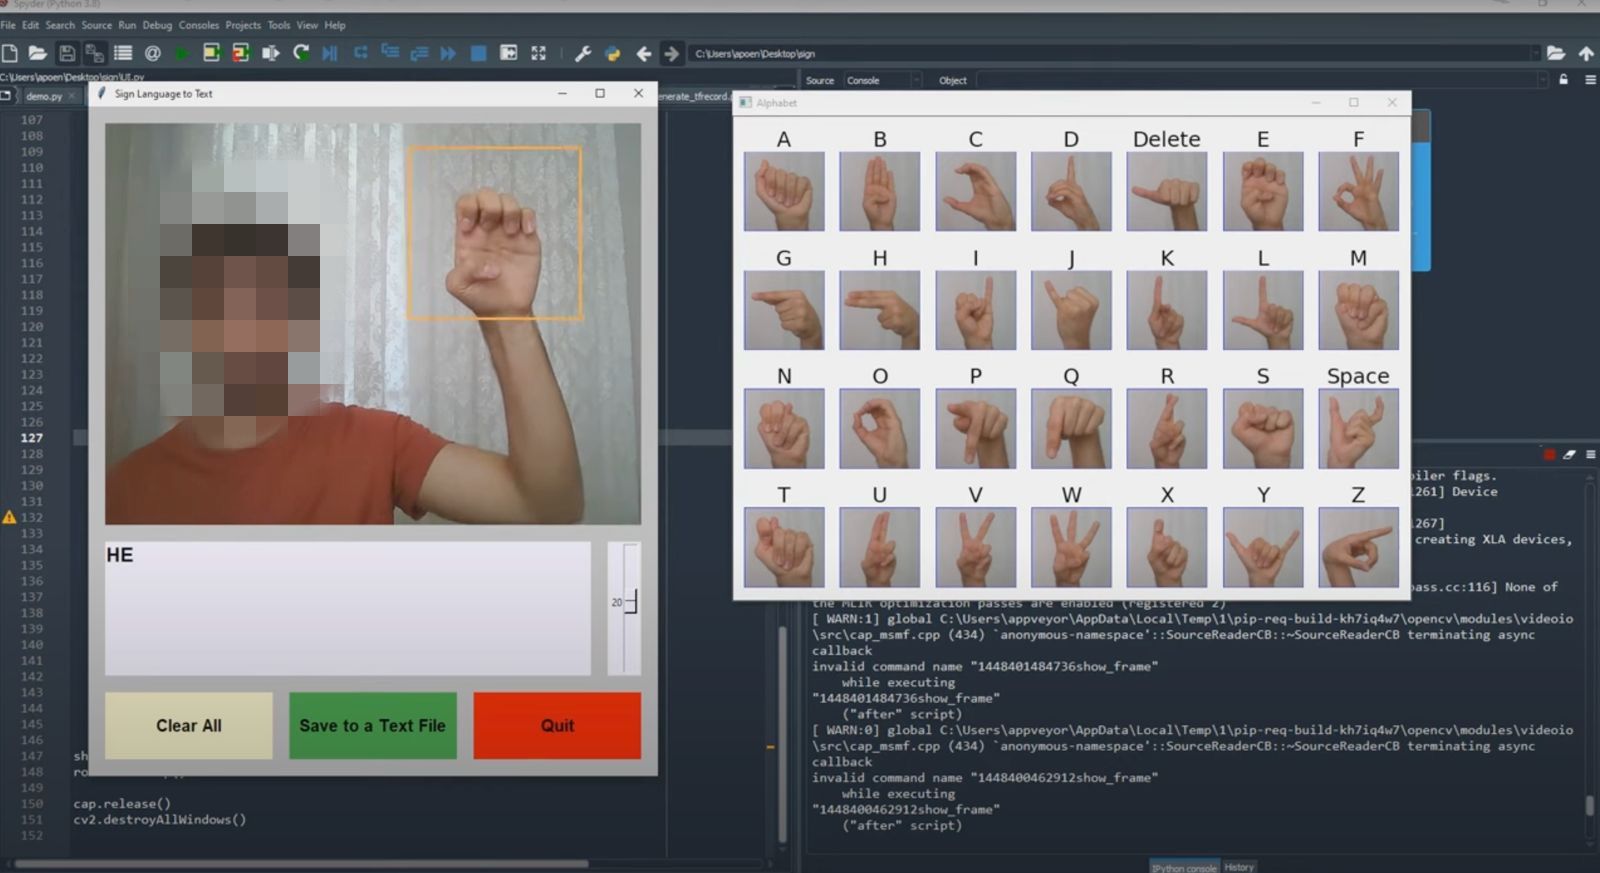 Spyder (Python 3.8)
File Edit Search Source Run Debug Consoles Projects Tools View Help
C:\Users\apoen\Desktop\sign
C:\Users\apoen\Desktop\sign\UI.py
demo.py
enerate_tfrecord.
Source Console Object
Sign Language to Text
HE
20
Clear All Save to a Text File Quit
Alphabet
A B C D Delete E F
G H I J K L M
N O P Q R S Space
T U V W X Y Z
107
108
109
110
111
112
113
114
115
116
117
118
119
120
121
122
123
124
125
126
127
128
129
130
131
132
133
134
135
136
137
138
139
140
141
142
143
144
145
146
147 sh
148 ro
149
150 cap.release()
151 cv2.destroyAllWindows()
152
piler flags.
1261] Device
1267]
creating XLA devices,
pass.cc:116] None of
the MLIR optimization passes are enabled (registered 2)
[ WARN:1] global C:\Users\appveyor\AppData\Local\Temp\1\pip-req-build-kh7iq4w7\opencv\modules\videoio
\src\cap_msmf.cpp (434) `anonymous-namespace'::SourceReaderCB::~SourceReaderCB terminating async
callback
invalid command name "1448401484736show_frame"
while executing
"1448401484736show_frame"
("after" script)
[ WARN:0] global C:\Users\appveyor\AppData\Local\Temp\1\pip-req-build-kh7iq4w7\opencv\modules\videoio
\src\cap_msmf.cpp (434) `anonymous-namespace'::SourceReaderCB::~SourceReaderCB terminating async
callback
invalid command name "1448400462912show_frame"
while executing
"1448400462912show_frame"
("after" script)
IPython console History